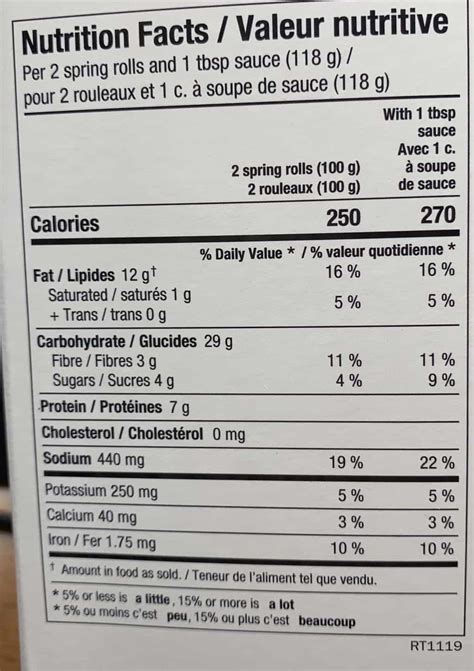 Nutrition Facts / Valeur nutritive
Per 2 spring rolls and 1 tbsp sauce (118 g) /
pour 2 rouleaux et 1 c. à soupe de sauce (118 g)
With 1 tbsp
sauce
Avec 1 c.
2 spring rolls (100 g) à soupe
2 rouleaux (100 g) de sauce
Calories 250 270
% Daily Value * / % valeur quotidienne *
Fat / Lipides 12 g† 16 % 16 %
Saturated / saturés 1 g
+ Trans / trans 0 g 5 % 5 %
Carbohydrate / Glucides 29 g
Fibre / Fibres 3 g 11 % 11 %
Sugars / Sucres 4 g 4 % 9 %
Protein / Protéines 7 g
Cholesterol / Cholestérol 0 mg
Sodium 440 mg 19 % 22 %
Potassium 250 mg 5 % 5 %
Calcium 40 mg 3 % 3 %
Iron / Fer 1.75 mg 10 % 10 %
† Amount in food as sold. / Teneur de l'aliment tel que vendu.
* 5% or less is a little, 15% or more is a lot
* 5% ou moins c'est peu, 15% ou plus c'est beaucoup
RT1119